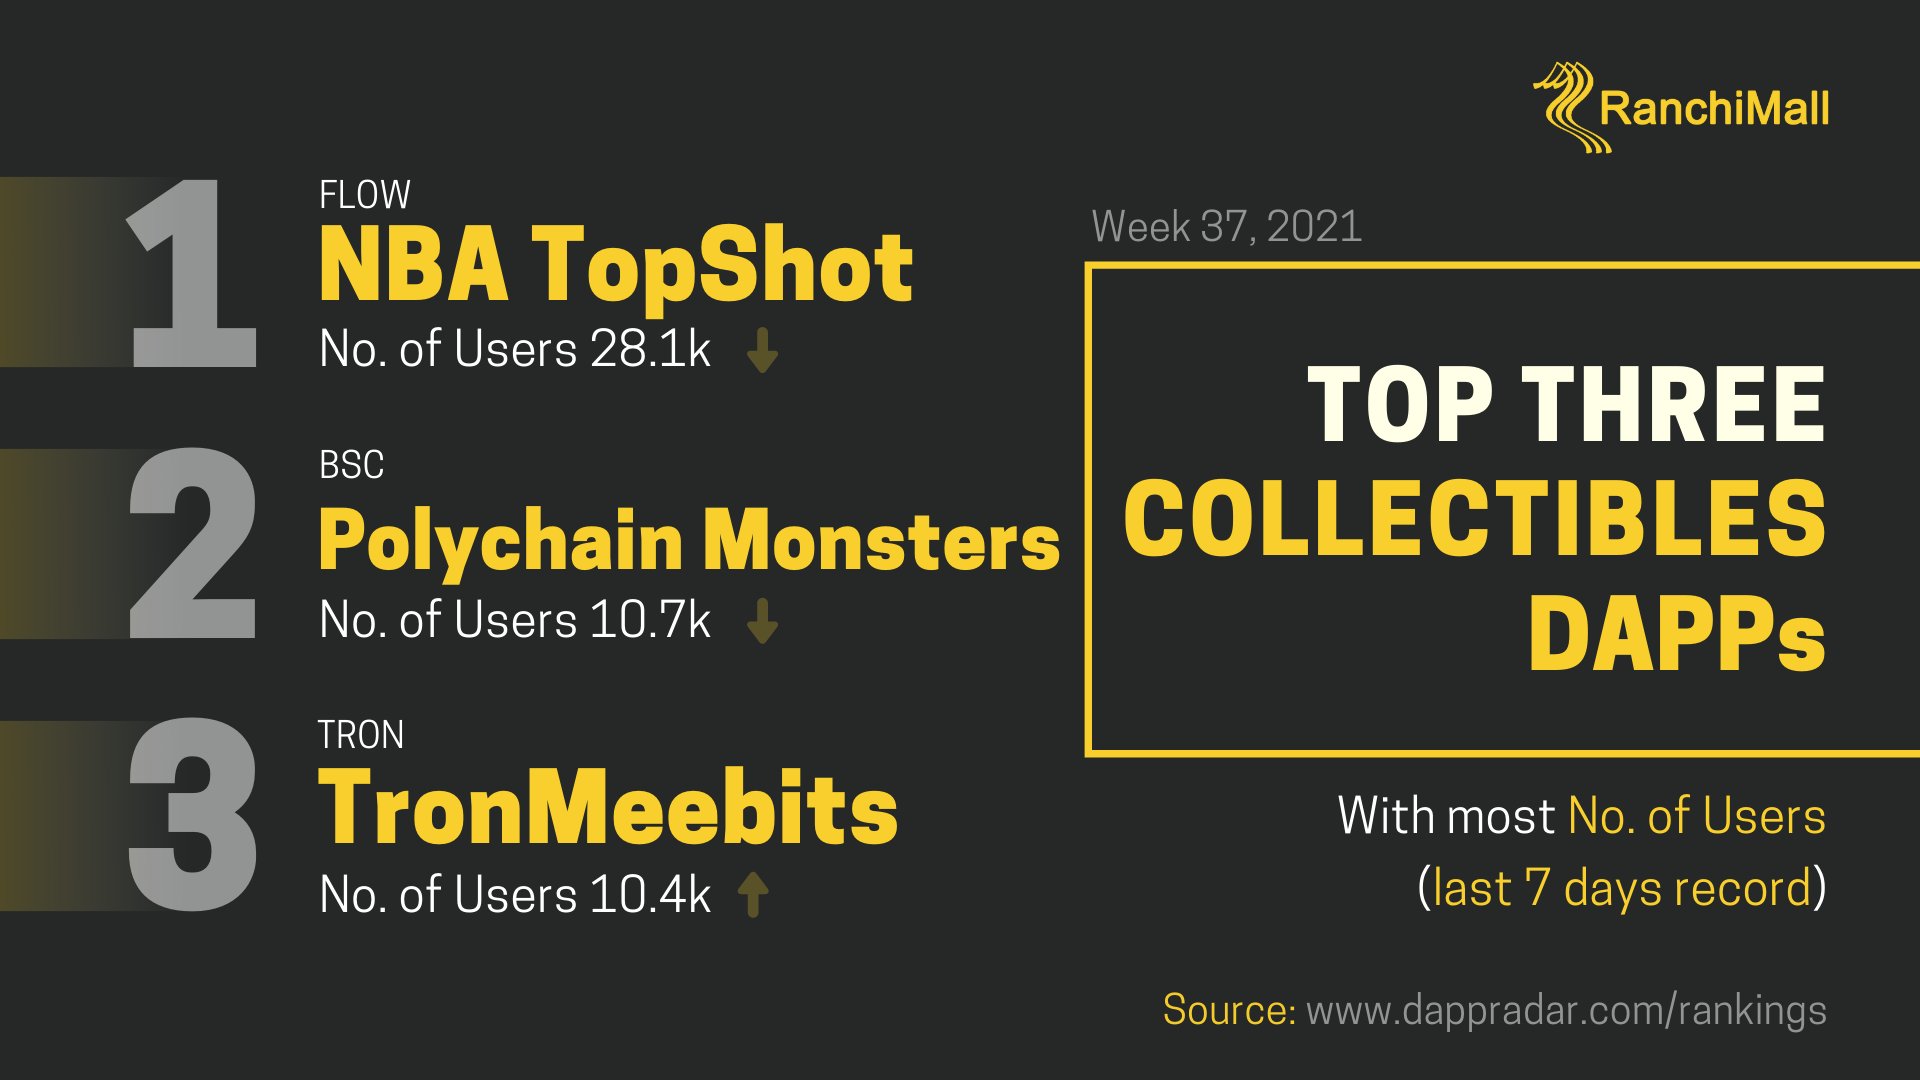 RanchiMall
1
FLOW
NBA TopShot
No. of Users 28.1k
2
BSC
Polychain Monsters
No. of Users 10.7k
3
TRON
TronMeebits
No. of Users 10.4k
Week 37, 2021
TOP THREE
COLLECTIBLES
DAPPs
With most No. of Users
(last 7 days record)
Source: www.dappradar.com/rankings